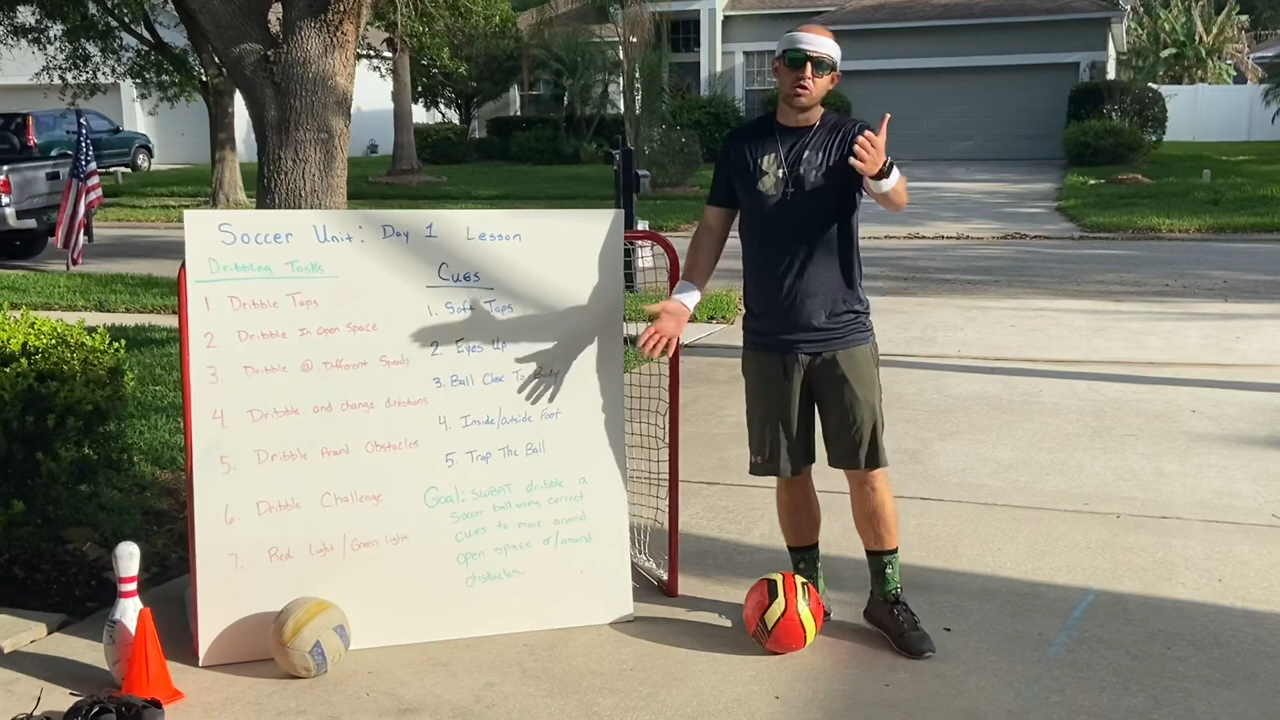 Soccer Unit: Day 1 Lesson
Dribbling Tasks
1 Dribble Taps
2 Dribble In Open Space
3. Dribble @ Different Speeds
4 Dribble and change directions
5. Dribble Around Obstacles
6. Dribble Challenge
7. Red Light/Green Light
Cues
1. Soft Taps
2. Eyes Up
3. Ball Close To Body
4. Inside/Outside Foot
5. Trap The Ball
Goal: SWBAT dribble a
Soccer ball using correct
cues to move around
open space or/around
obstacles.